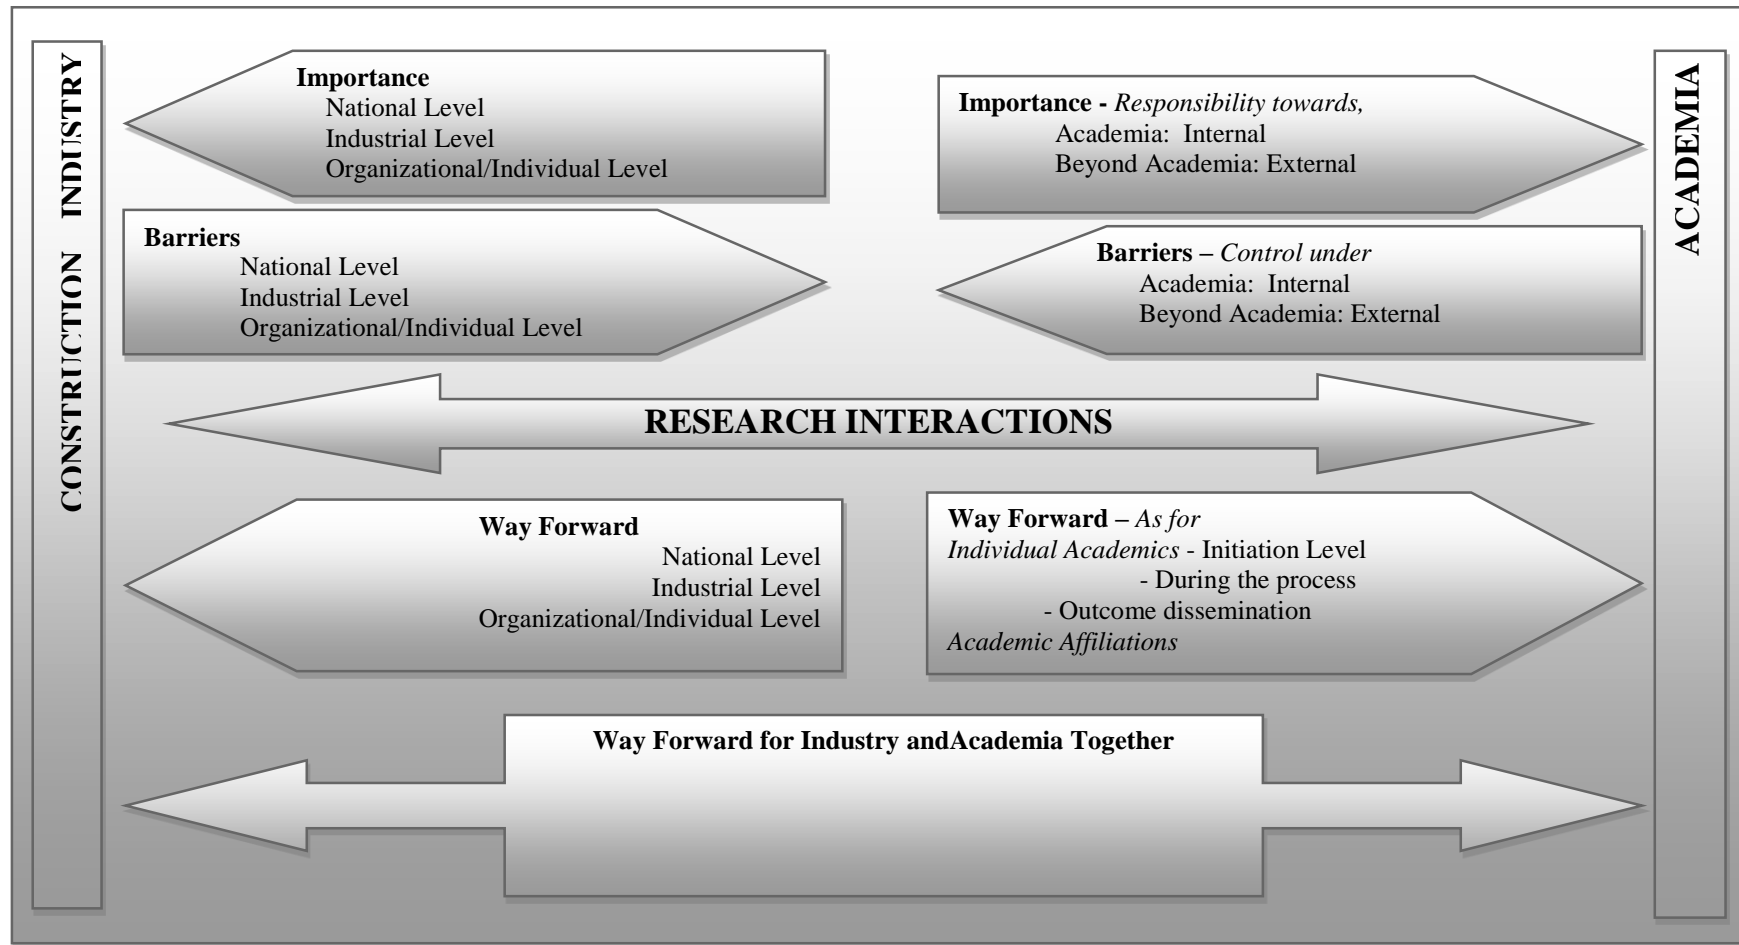 CONSTRUCTION INDUSTRY
Importance
National Level
Industrial Level
Organizational/Individual Level
Barriers
National Level
Industrial Level
Organizational/Individual Level
Importance - Responsibility towards,
Academia: Internal
Beyond Academia: External
Barriers – Control under
Academia: Internal
Beyond Academia: External
RESEARCH INTERACTIONS
Way Forward
National Level
Industrial Level
Organizational/Individual Level
Way Forward – As for
Individual Academics - Initiation Level
- During the process
- Outcome dissemination
Academic Affiliations
Way Forward for Industry andAcademia Together
ACADEMIA